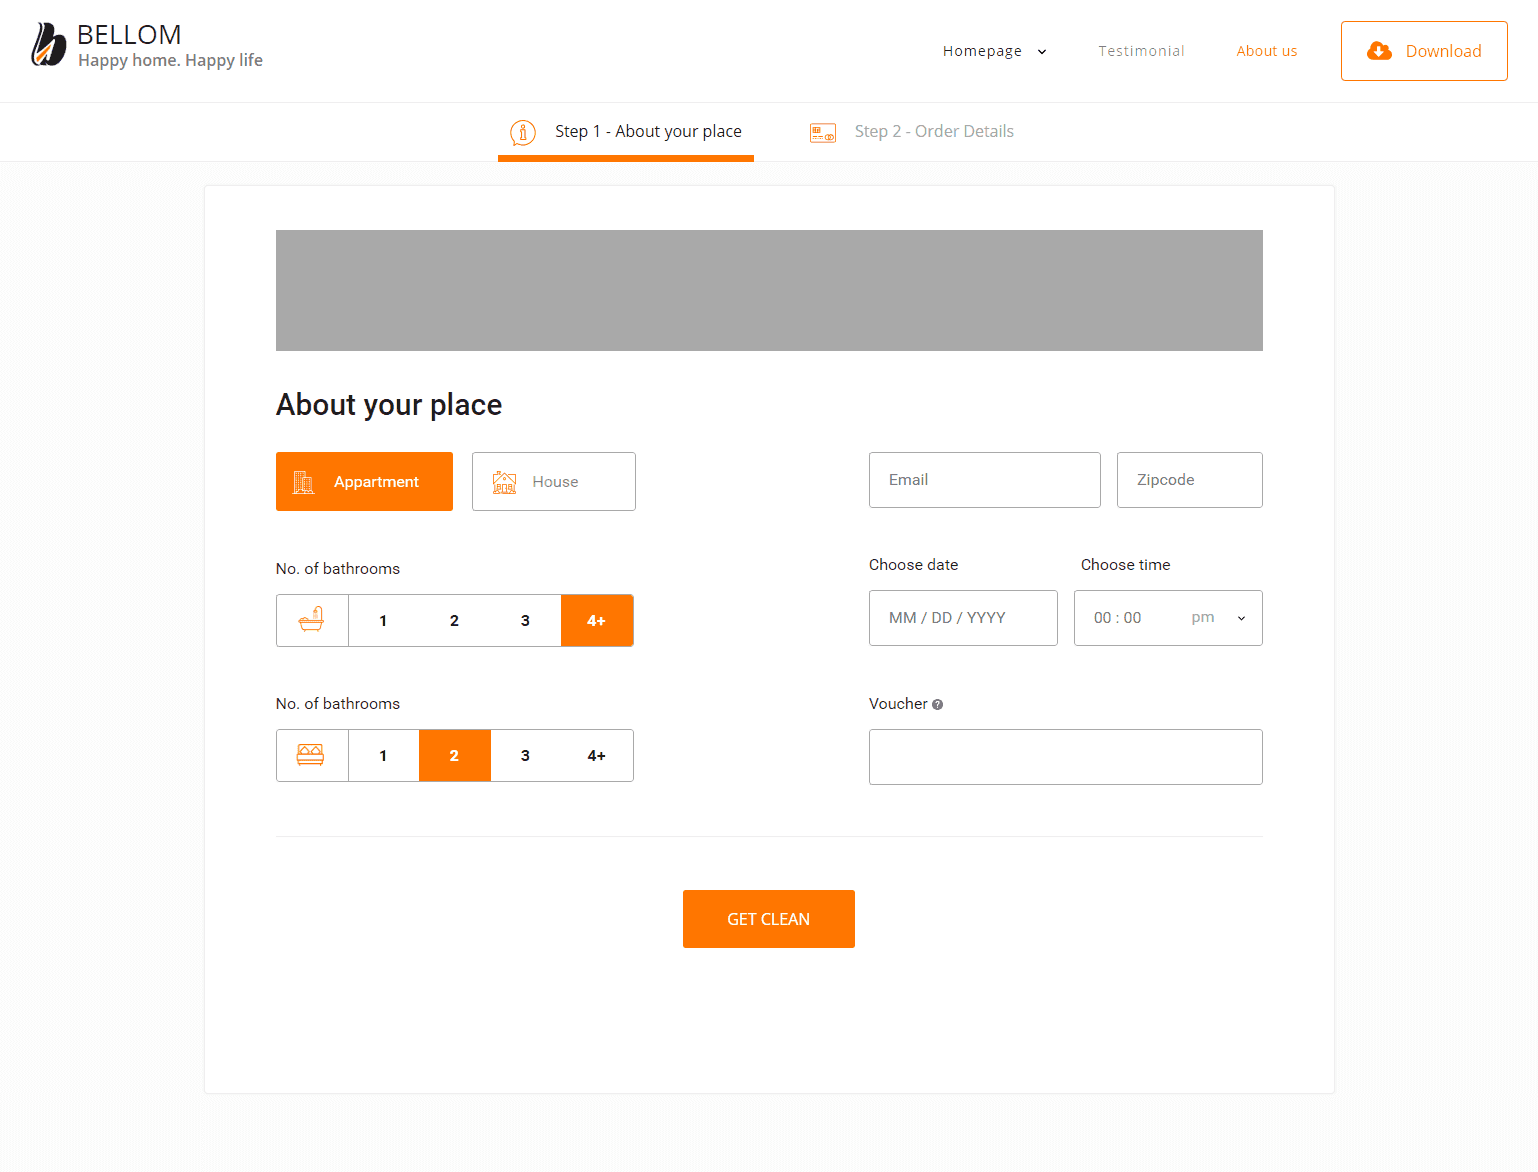 BELLOM
Happy home. Happy life
Homepage
Testimonial
About us
Download
Step 1 - About your place
Step 2 - Order Details
About your place
Appartment
House
Email
Zipcode
No. of bathrooms
1 2 3 4+
Choose date
Choose time
MM / DD / YYYY
00 : 00 pm
No. of bathrooms
1 2 3 4+
Voucher ?
GET CLEAN